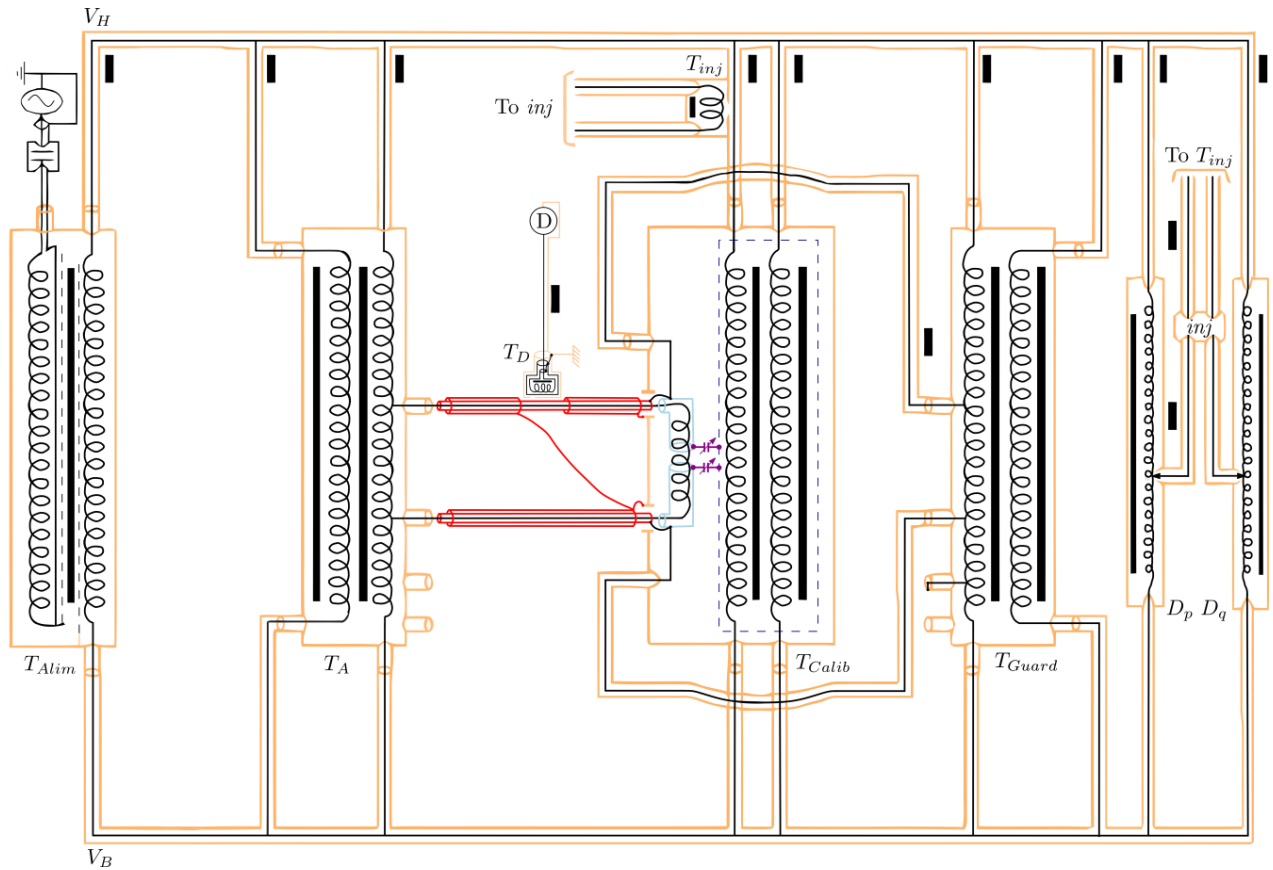 V_H
T_inj
To inj
To T_inj
D
inj
T_D
D_p D_q
T_Alim
T_A
T_Calib
T_Guard
V_B